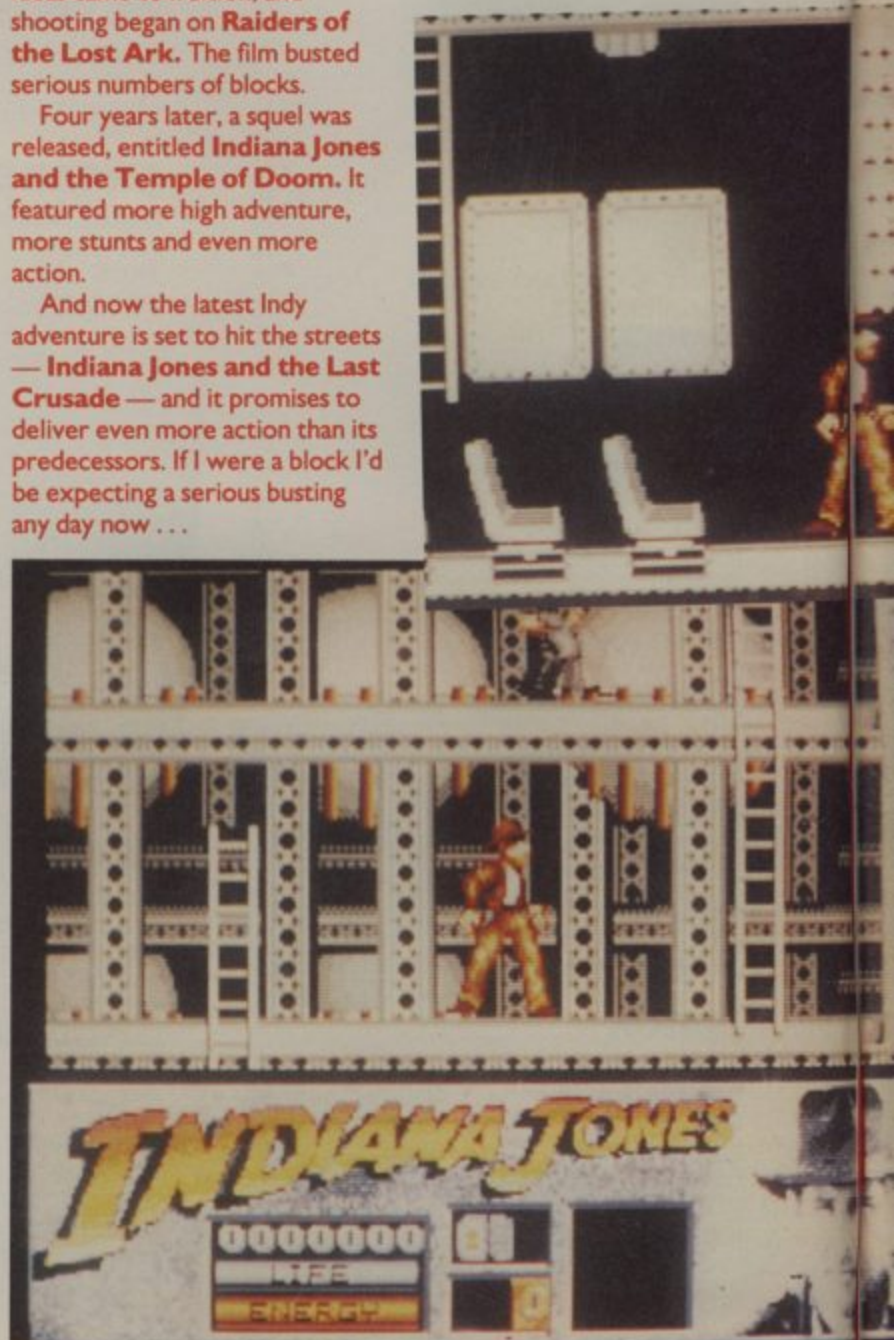 shooting began on Raiders of
the Lost Ark. The film busted
serious numbers of blocks.
Four years later, a squel was
released, entitled Indiana Jones
and the Temple of Doom. It
featured more high adventure,
more stunts and even more
action.
And now the latest Indy
adventure is set to hit the streets
— Indiana Jones and the Last
Crusade — and it promises to
deliver even more action than its
predecessors. If I were a block I'd
be expecting a serious busting
any day now ...
INDIANA JONES
0000000
LIFE
ENERGY